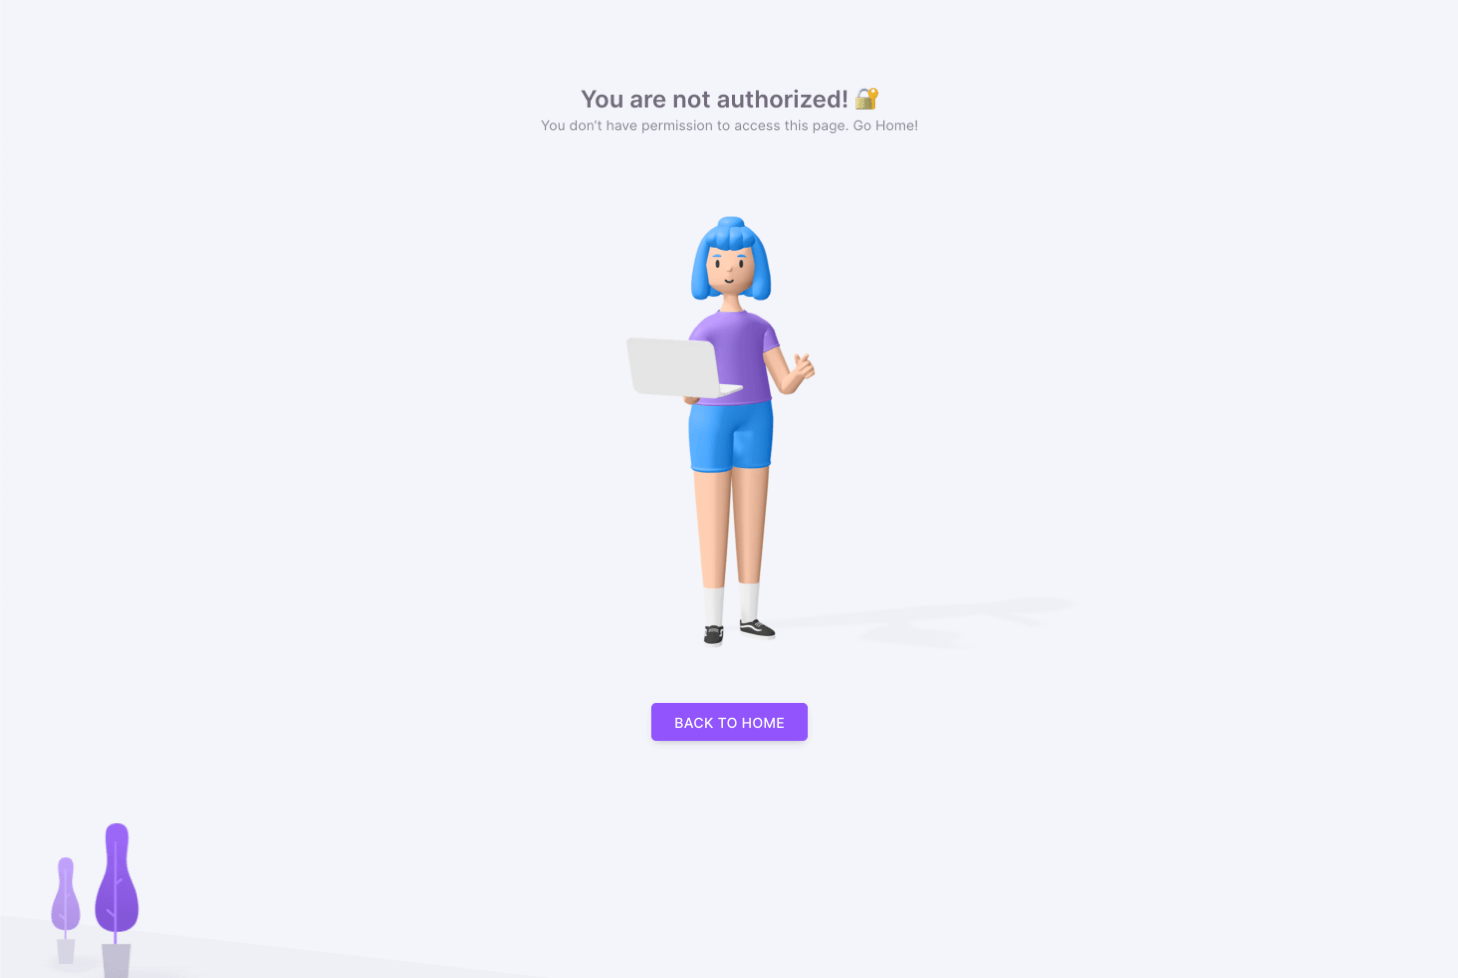 You are not authorized! 🔐
You don't have permission to access this page. Go Home!
BACK TO HOME